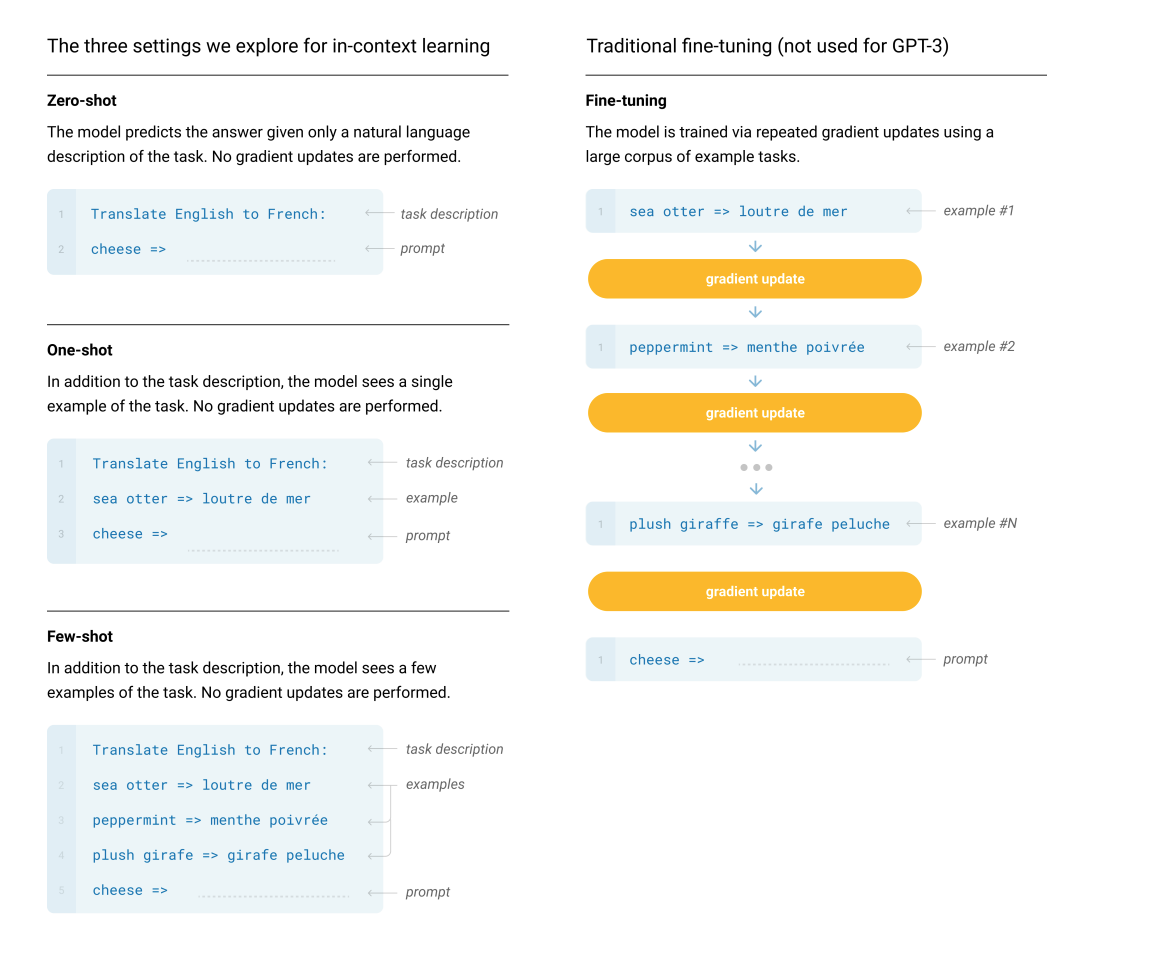 The three settings we explore for in-context learning
Zero-shot
The model predicts the answer given only a natural language
description of the task. No gradient updates are performed.
1 Translate English to French: task description
2 cheese => prompt
One-shot
In addition to the task description, the model sees a single
example of the task. No gradient updates are performed.
1 Translate English to French: task description
2 sea otter => loutre de mer example
3 cheese => prompt
Few-shot
In addition to the task description, the model sees a few
examples of the task. No gradient updates are performed.
1 Translate English to French: task description
2 sea otter => loutre de mer examples
3 peppermint => menthe poivrée
4 plush girafe => girafe peluche
5 cheese => prompt
Traditional fine-tuning (not used for GPT-3)
Fine-tuning
The model is trained via repeated gradient updates using a
large corpus of example tasks.
1 sea otter => loutre de mer example #1
gradient update
1 peppermint => menthe poivrée example #2
gradient update
1 plush giraffe => girafe peluche example #N
gradient update
1 cheese => prompt